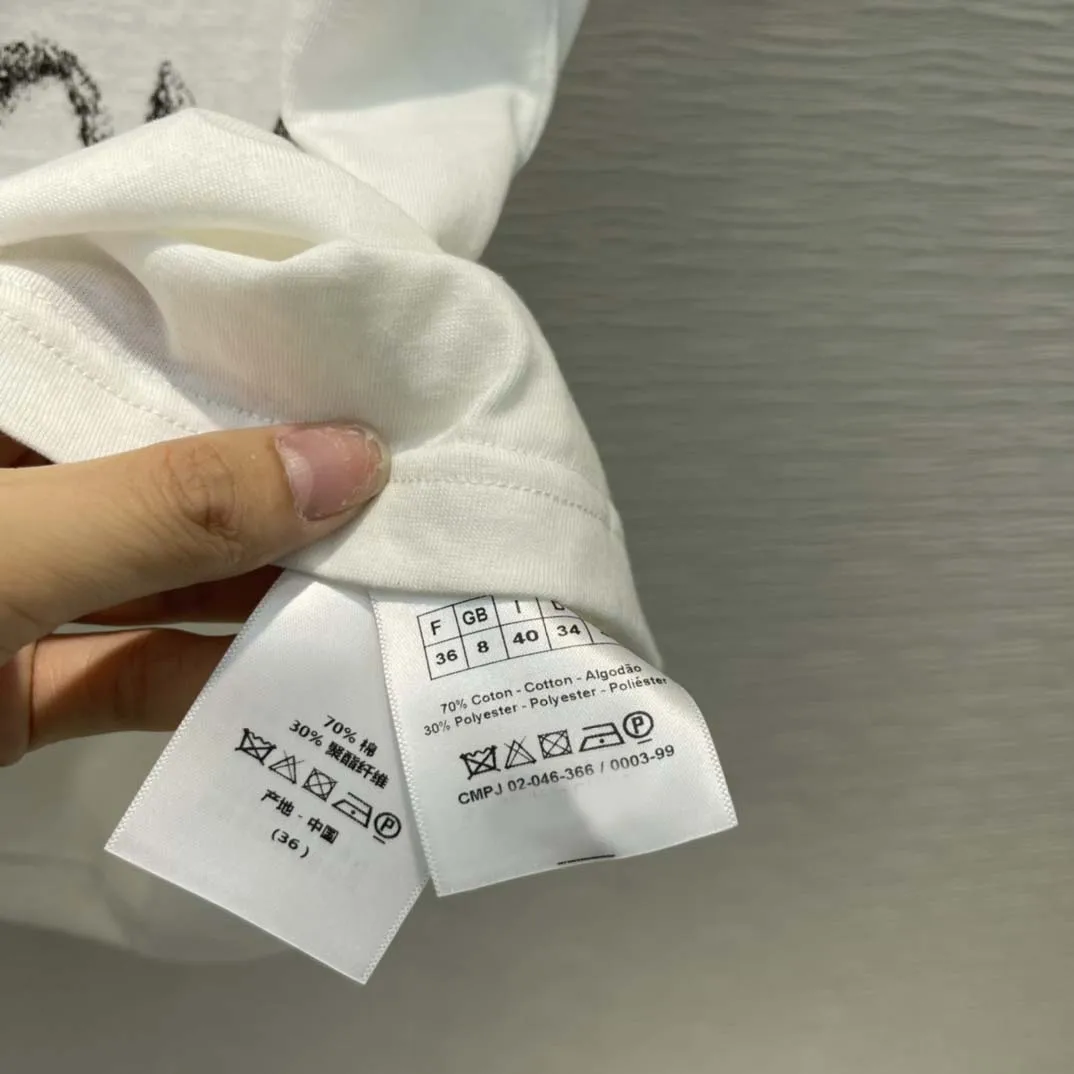 70% 棉
30% 聚酯纤维
P
产地 - 中国
(36)
F GB I
36 8 40 34
70% Coton - Cotton - Algodão
30% Polyester - Polyester - Poliéster
P
CMPJ 02-046-366 / 0003-99